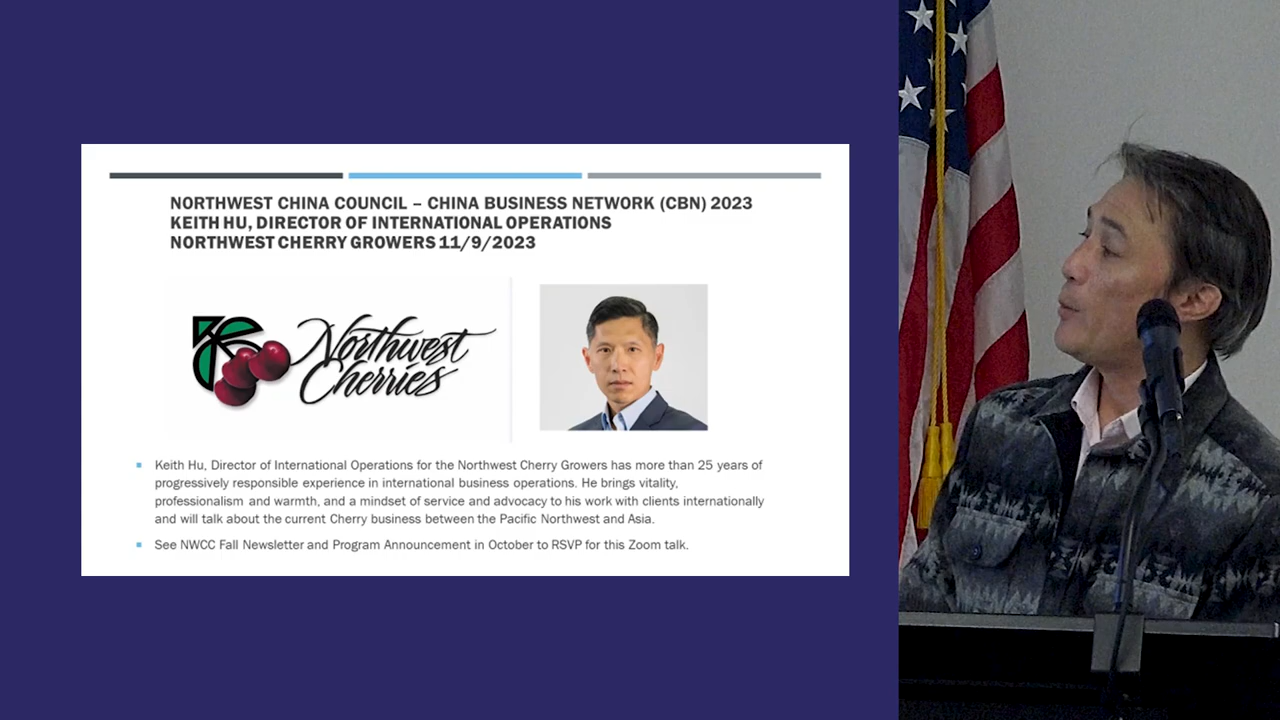 NORTHWEST CHINA COUNCIL – CHINA BUSINESS NETWORK (CBN) 2023
KEITH HU, DIRECTOR OF INTERNATIONAL OPERATIONS
NORTHWEST CHERRY GROWERS 11/9/2023
Northwest
Cherries
Keith Hu, Director of International Operations for the Northwest Cherry Growers has more than 25 years of
progressively responsible experience in international business operations. He brings vitality,
professionalism and warmth, and a mindset of service and advocacy to his work with clients internationally
and will talk about the current Cherry business between the Pacific Northwest and Asia.
See NWCC Fall Newsletter and Program Announcement in October to RSVP for this Zoom talk.